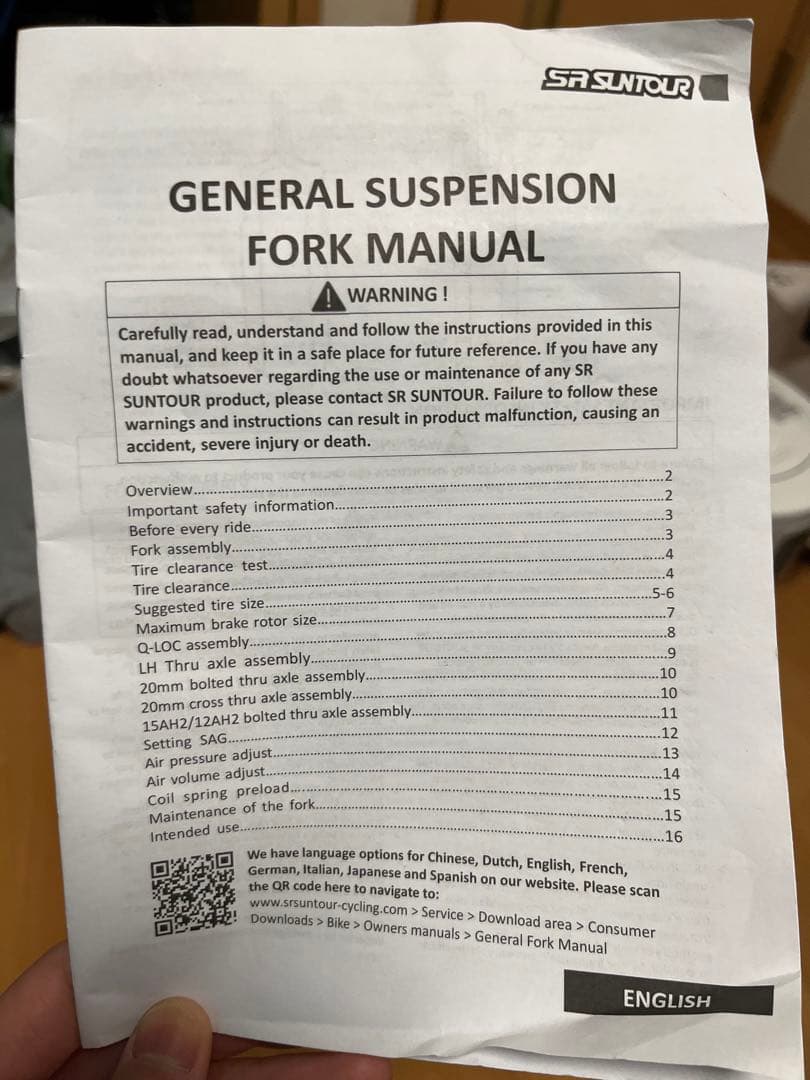 SR SUNTOUR
GENERAL SUSPENSION
FORK MANUAL
WARNING !
Carefully read, understand and follow the instructions provided in this
manual, and keep it in a safe place for future reference. If you have any
doubt whatsoever regarding the use or maintenance of any SR
SUNTOUR product, please contact SR SUNTOUR. Failure to follow these
warnings and instructions can result in product malfunction, causing an
accident, severe injury or death.
Overview...............2
Important safety information...............2
Before every ride...............3
Fork assembly...............3
Tire clearance test...............4
Tire clearance...............4
Suggested tire size...............5-6
Maximum brake rotor size...............7
Q-LOC assembly...............8
LH Thru axle assembly...............9
20mm bolted thru axle assembly...............10
20mm cross thru axle assembly...............10
15AH2/12AH2 bolted thru axle assembly...............11
Setting SAG...............12
Air pressure adjust...............13
Air volume adjust...............14
Coil spring preload...............15
Maintenance of the fork...............15
Intended use...............16
We have language options for Chinese, Dutch, English, French,
German, Italian, Japanese and Spanish on our website. Please scan
the QR code here to navigate to:
www.srsuntour-cycling.com > Service > Download area > Consumer
Downloads > Bike > Owners manuals > General Fork Manual
ENGLISH